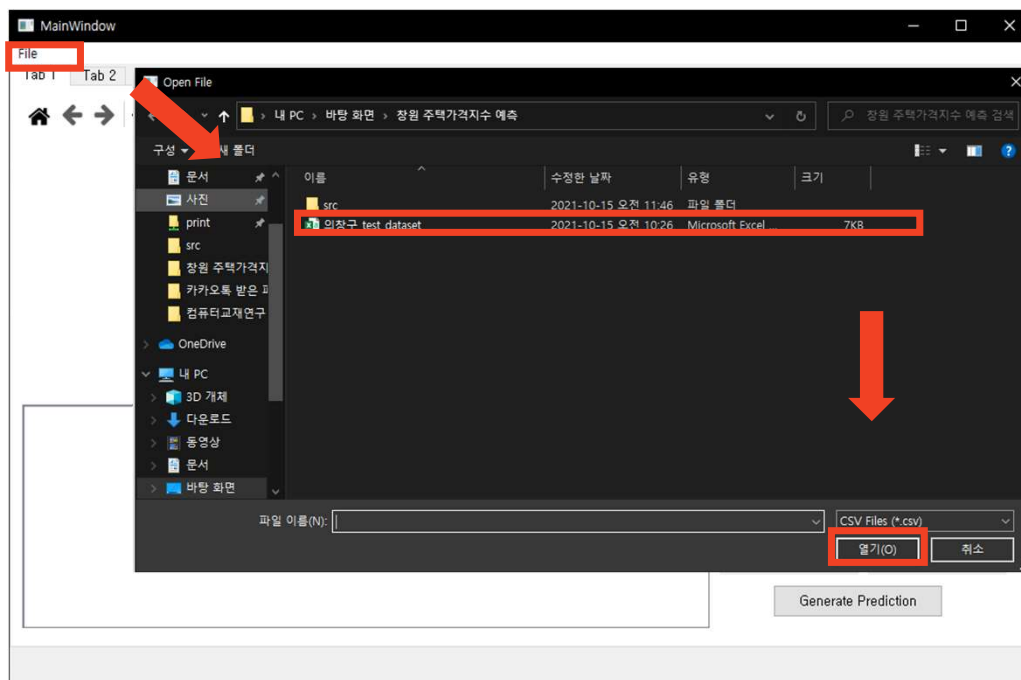 MainWindow
File
Tab 1 Tab 2
Open File
내 PC > 바탕 화면 > 창원 주택가격지수 예측
창원 주택가격지수 예측 검색
구성 새 폴더
이름 수정한 날짜 유형 크기
src 2021-10-15 오전 11:46 파일 폴더
의창구 test dataset 2021-10-15 오전 10:26 Microsoft Excel ... 7KB
문서
사진
print
src
창원 주택가격지
카카오톡 받은 파
컴퓨터교재연구
OneDrive
내 PC
3D 개체
다운로드
동영상
문서
바탕 화면
파일 이름(N):
CSV Files (*.csv)
열기(O) 취소
Generate Prediction